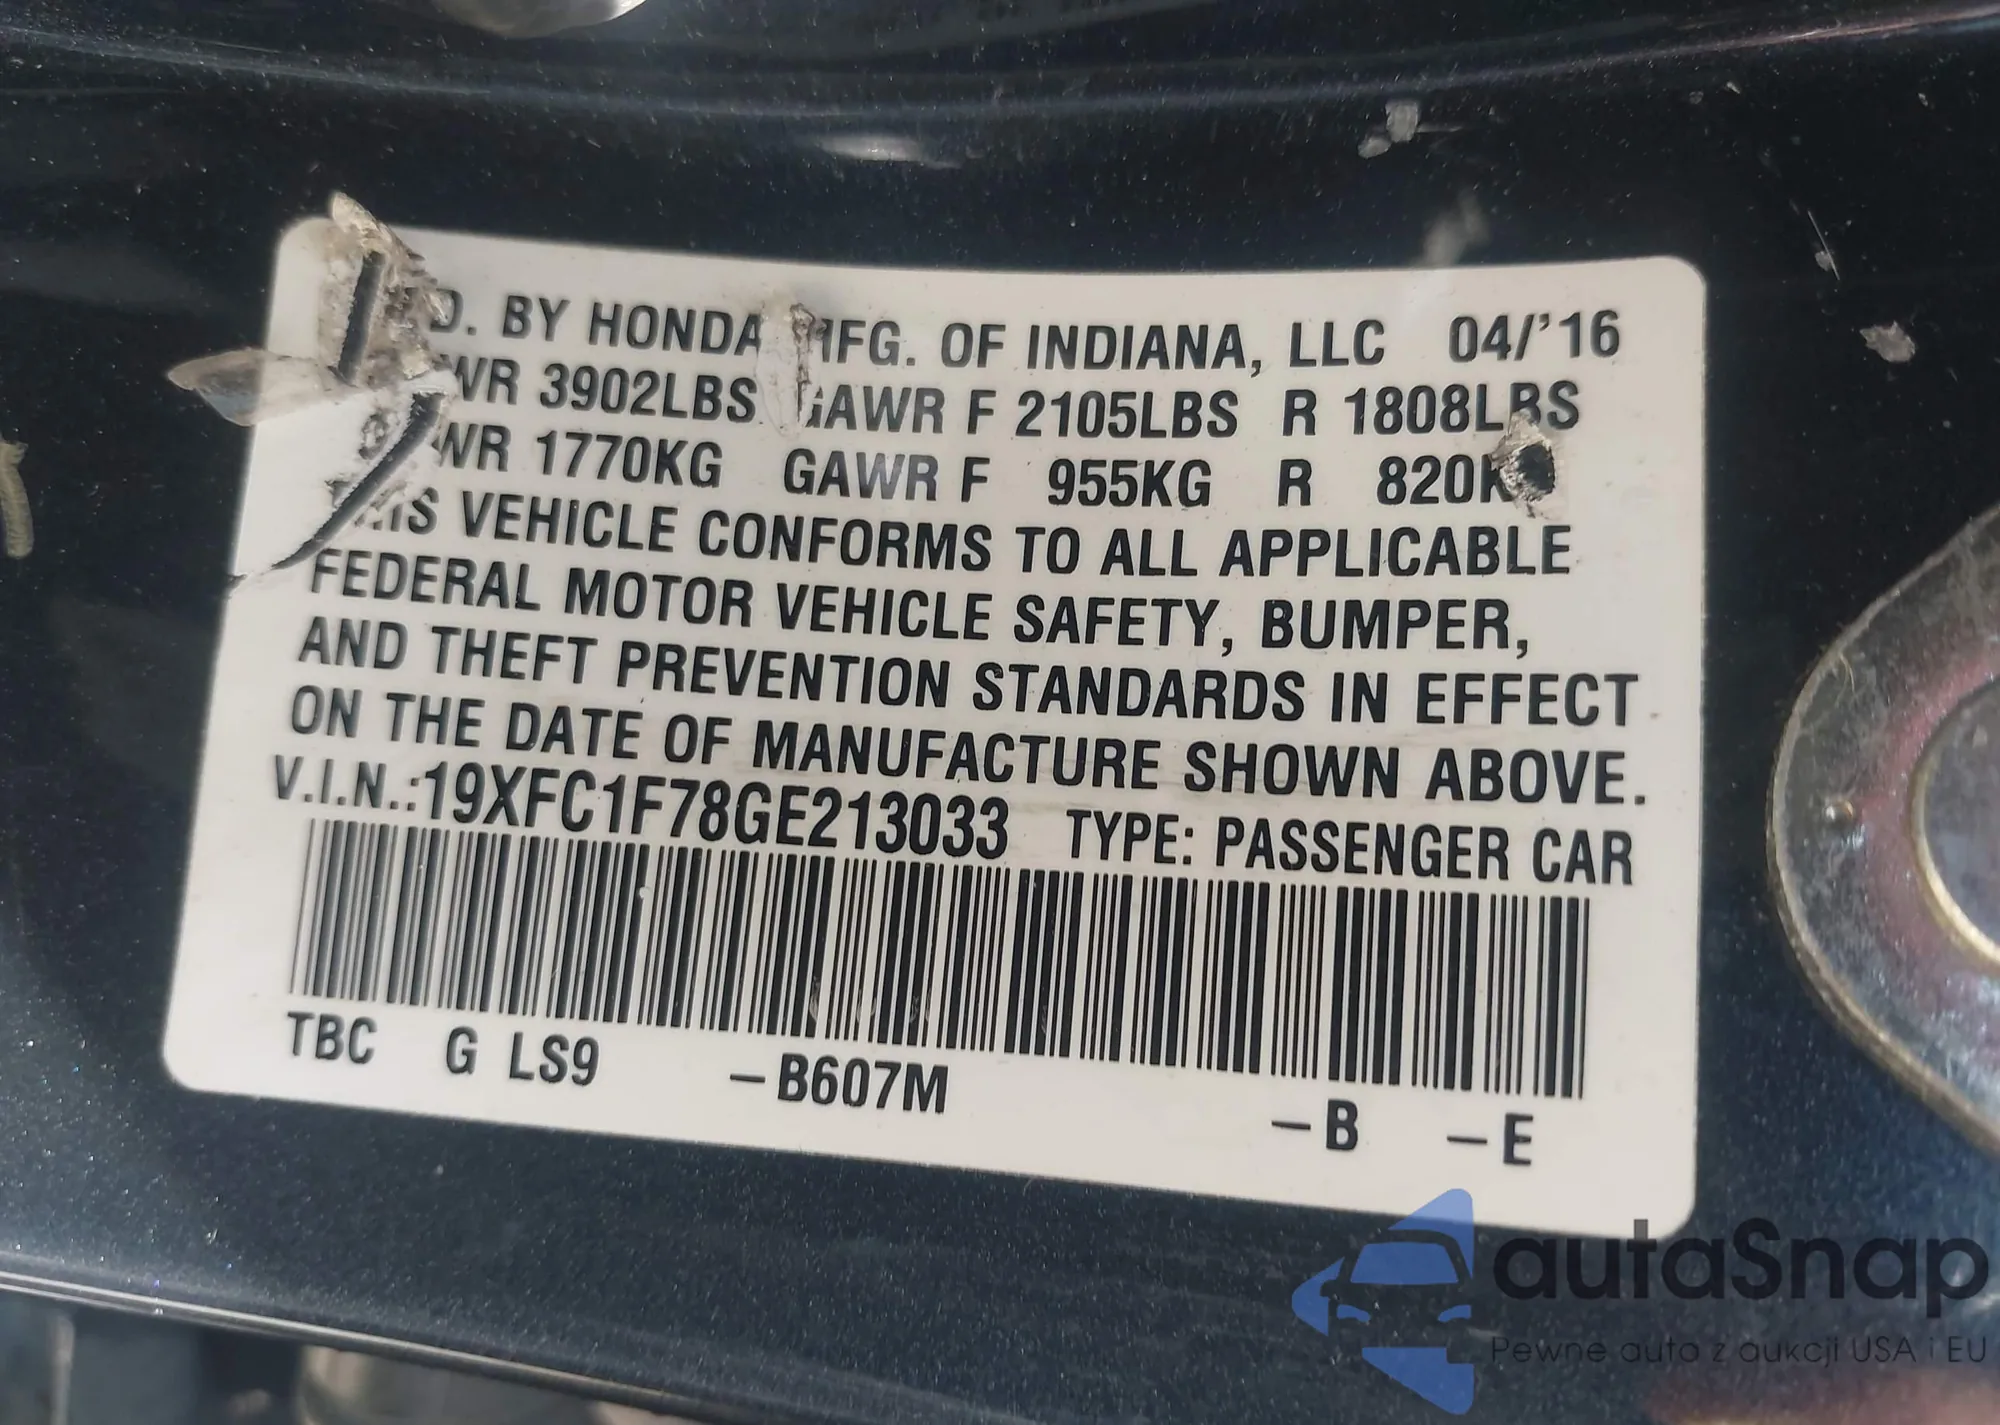 D. BY HONDA MFG. OF INDIANA, LLC 04/'16
WR 3902LBS GAWR F 2105LBS R 1808LBS
WR 1770KG GAWR F 955KG R 820K
THIS VEHICLE CONFORMS TO ALL APPLICABLE
FEDERAL MOTOR VEHICLE SAFETY, BUMPER,
AND THEFT PREVENTION STANDARDS IN EFFECT
ON THE DATE OF MANUFACTURE SHOWN ABOVE.
V.I.N.:19XFC1F78GE213033 TYPE: PASSENGER CAR
TBC G LS9 –B607M –B –E
autaSnap
Pewne auto z aukcji USA i EU